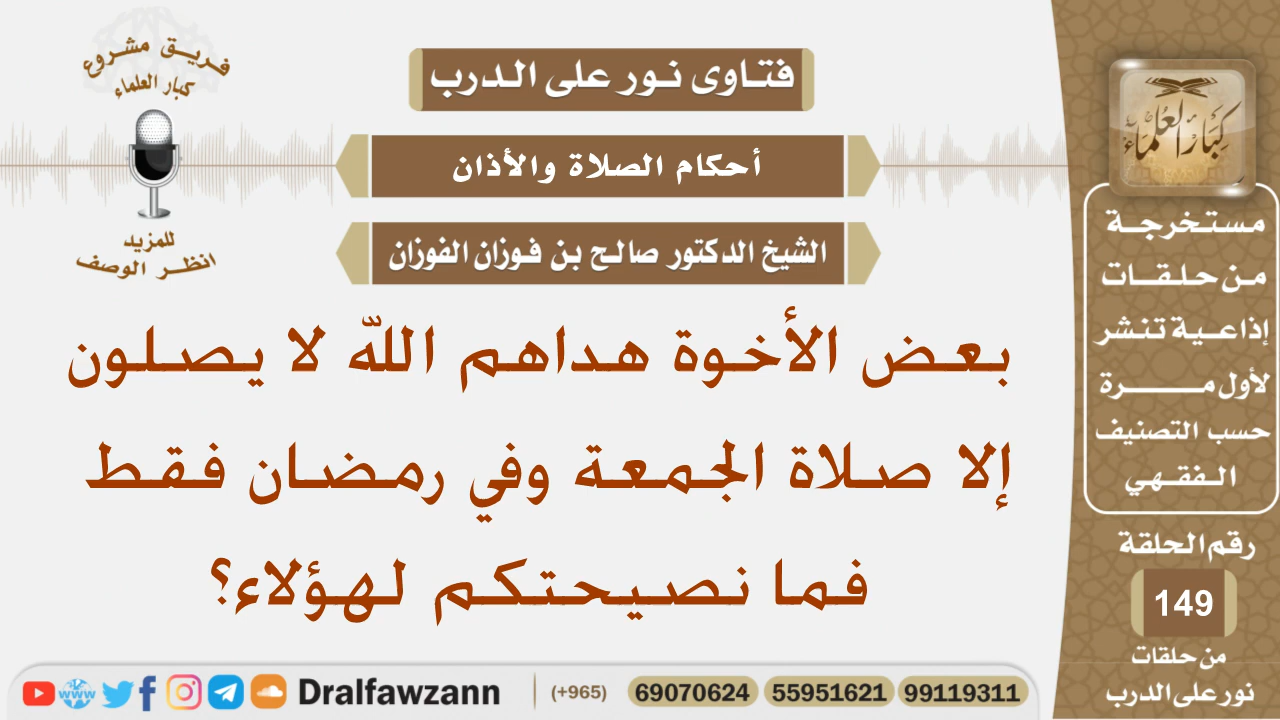 فريق مشروع
كبار العلماء
للمزيد
انظر الوصف
فتاوى نور على الدرب
أحكام الصلاة والأذان
الشيخ الدكتور صالح بن فوزان الفوزان
بعض الأخوة هداهم الله لا يصلون
إلا صلاة الجمعة وفي رمضان فقط
فما نصيحتكم لهؤلاء؟
كبار العلماء
مستخرجة
من حلقات
إذاعية تنشر
لأول مرة
حسب التصنيف
الفقهي
رقم الحلقة
149
من حلقات
نور على الدرب
Dralfawzann (+965) 69070624 55951621 99119311